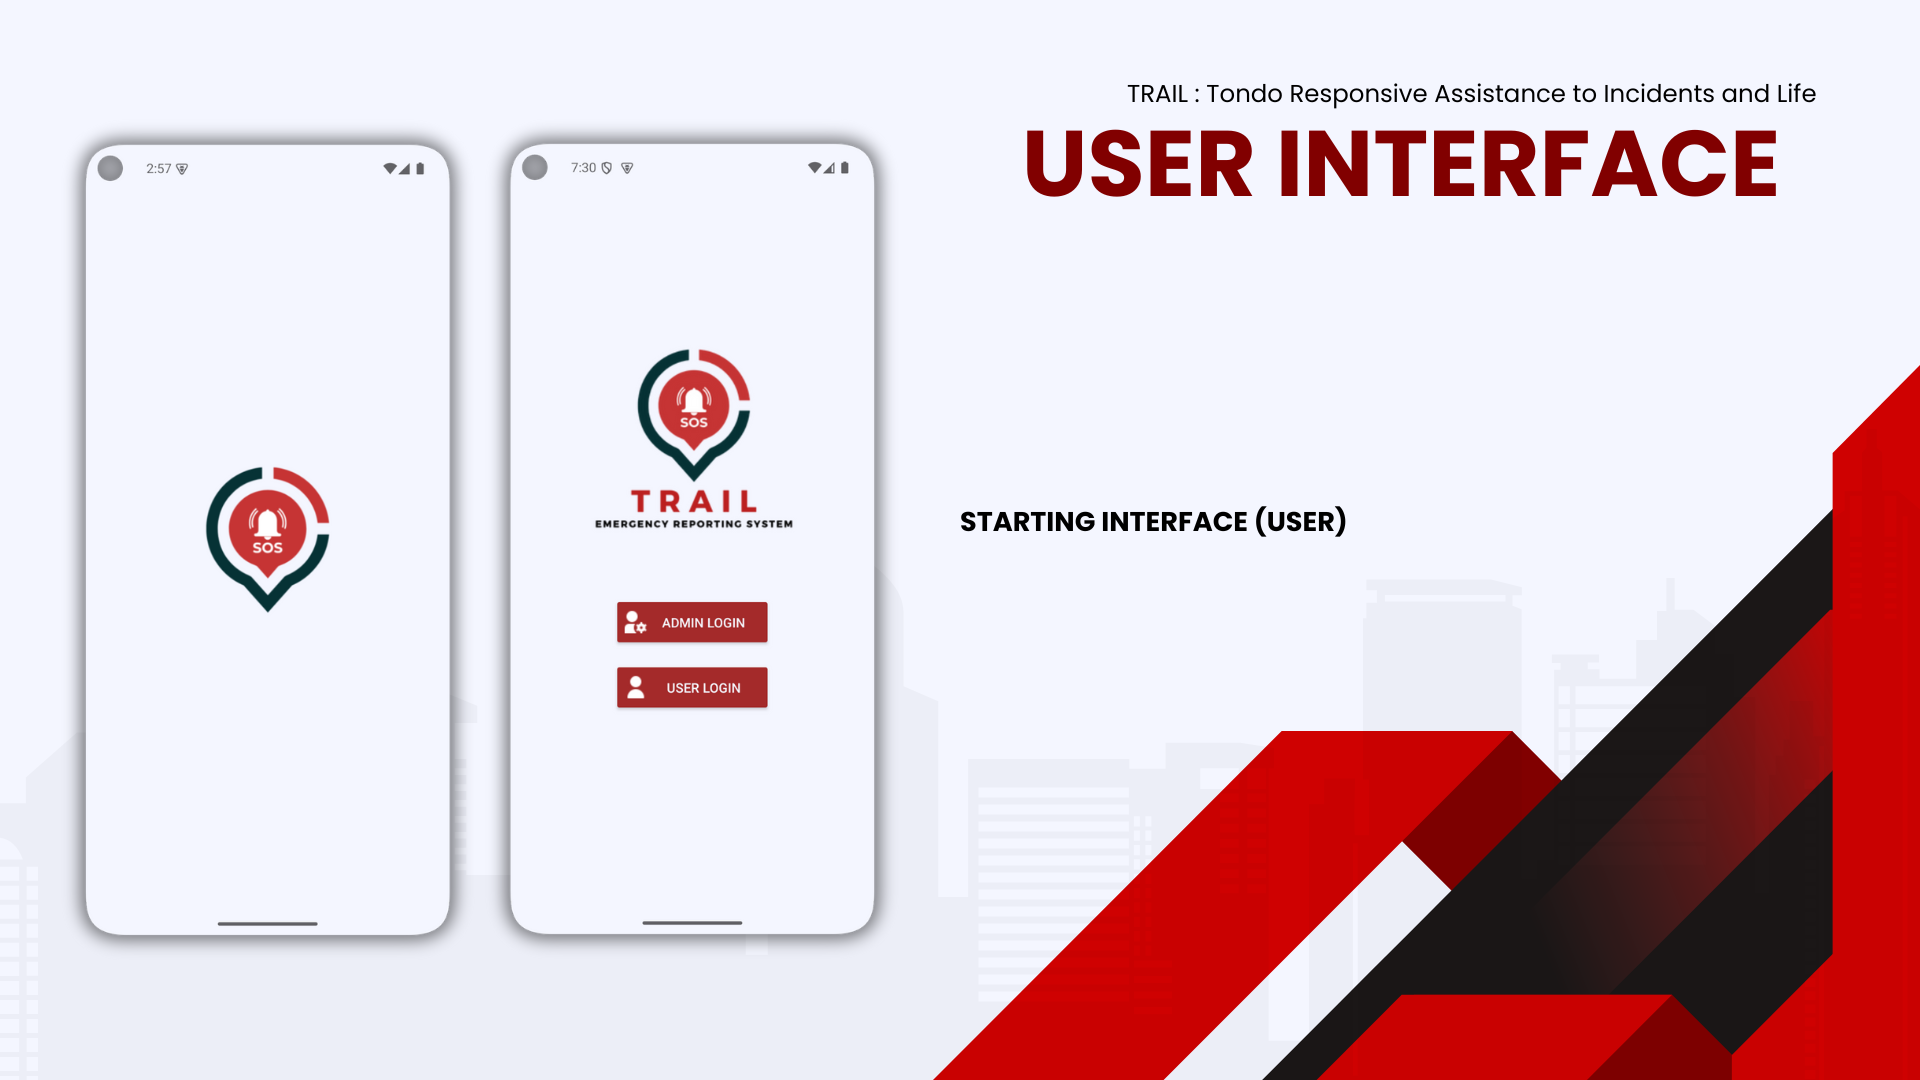 TRAIL : Tondo Responsive Assistance to Incidents and Life
USER INTERFACE
2:57
SOS
7:30
SOS
TRAIL
EMERGENCY REPORTING SYSTEM
ADMIN LOGIN
USER LOGIN
STARTING INTERFACE (USER)